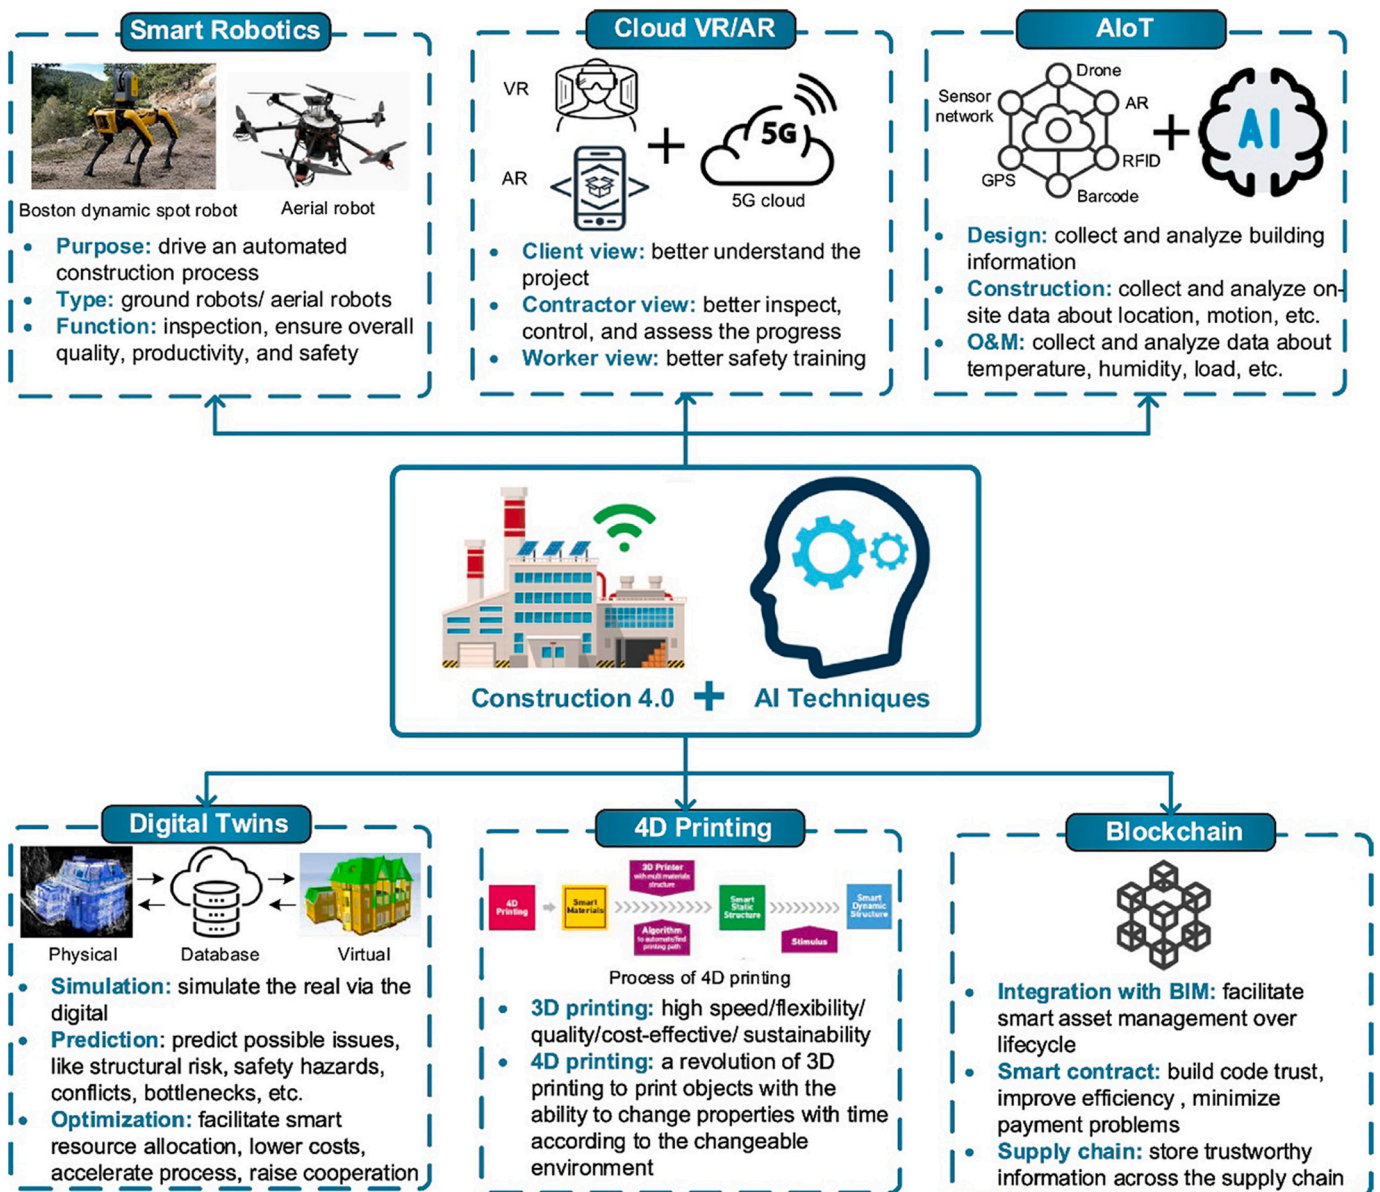 Smart Robotics
Boston dynamic spot robot
Aerial robot
• Purpose: drive an automated
construction process
• Type: ground robots/ aerial robots
• Function: inspection, ensure overall
quality, productivity, and safety
Cloud VR/AR
VR
AR
5G
5G cloud
• Client view: better understand the
project
• Contractor view: better inspect,
control, and assess the progress
• Worker view: better safety training
AIoT
Drone
Sensor
network
AR
RFID
GPS
Barcode
AI
• Design: collect and analyze building
information
• Construction: collect and analyze on-
site data about location, motion, etc.
• O&M: collect and analyze data about
temperature, humidity, load, etc.
Construction 4.0 + AI Techniques
Digital Twins
Physical
Database
Virtual
• Simulation: simulate the real via the
digital
• Prediction: predict possible issues,
like structural risk, safety hazards,
conflicts, bottlenecks, etc.
• Optimization: facilitate smart
resource allocation, lower costs,
accelerate process, raise cooperation
4D Printing
4D
Printing
Smart
Materials
3D Printer
with multi materials
structure
Algorithm
to automate/find
printing path
Smart
Static
Structure
Stimulus
Smart
Dynamic
Structure
Process of 4D printing
• 3D printing: high speed/flexibility/
quality/cost-effective/ sustainability
• 4D printing: a revolution of 3D
printing to print objects with the
ability to change properties with time
according to the changeable
environment
Blockchain
• Integration with BIM: facilitate
smart asset management over
lifecycle
• Smart contract: build code trust,
improve efficiency , minimize
payment problems
• Supply chain: store trustworthy
information across the supply chain